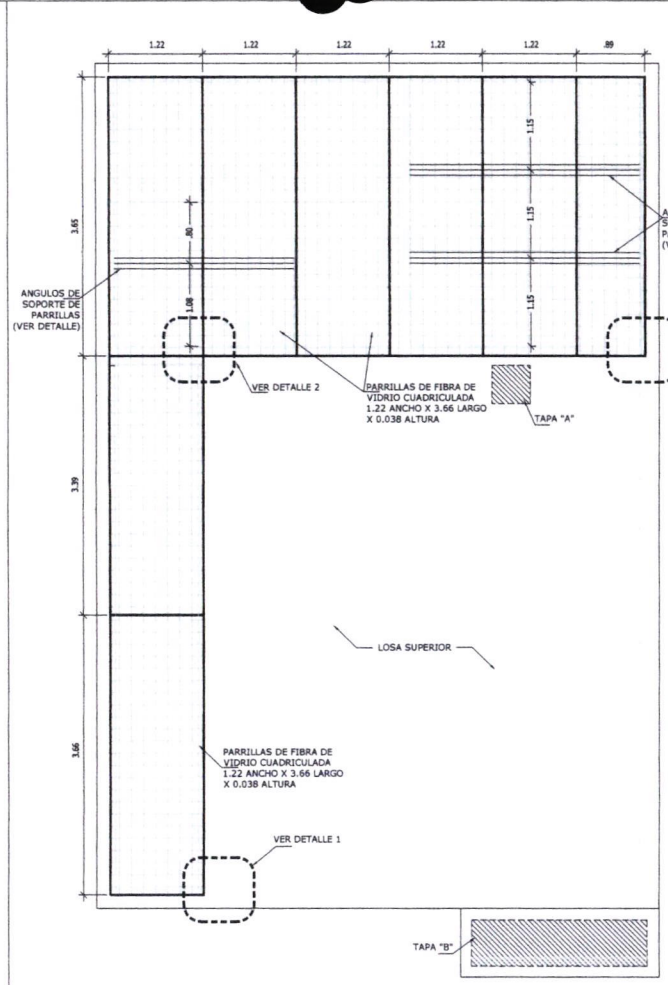 1.22 1.22 1.22 1.22 1.22 .89
1.15
3.65
.80
1.15
1.08
1.15
ANGULOS DE
SOPORTE DE
PARRILLAS
(VER DETALLE)
VER DETALLE 2
PARRILLAS DE FIBRA DE
VIDRIO CUADRICULADA
1.22 ANCHO X 3.66 LARGO
X 0.038 ALTURA
TAPA "A"
3.39
LOSA SUPERIOR
3.66
PARRILLAS DE FIBRA DE
VIDRIO CUADRICULADA
1.22 ANCHO X 3.66 LARGO
X 0.038 ALTURA
VER DETALLE 1
TAPA "B"